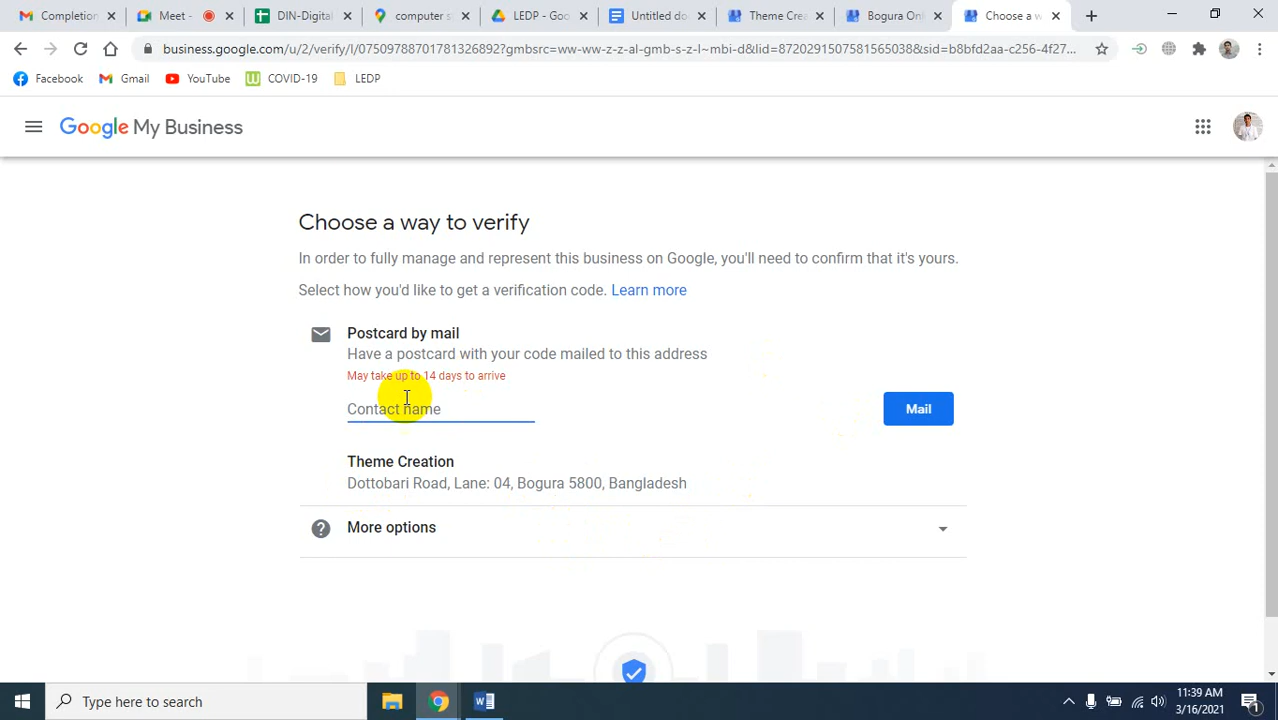 Completion
Meet -
DIN-Digital
computer s
LEDP - Goo
Untitled do
Theme Crea
Bogura Onl
Choose a w
business.google.com/u/2/verify/l/07509788701781326892?gmbsrc=ww-ww-z-z-al-gmb-s-z-l~mbi-d&lid=8720291507581565038&sid=b8bfd2aa-c256-4f27...
Facebook
Gmail
YouTube
COVID-19
LEDP
Google My Business
Choose a way to verify
In order to fully manage and represent this business on Google, you'll need to confirm that it's yours.
Select how you'd like to get a verification code. Learn more
Postcard by mail
Have a postcard with your code mailed to this address
May take up to 14 days to arrive
Contact name
Mail
Theme Creation
Dottobari Road, Lane: 04, Bogura 5800, Bangladesh
More options
Type here to search
11:39 AM
3/16/2021